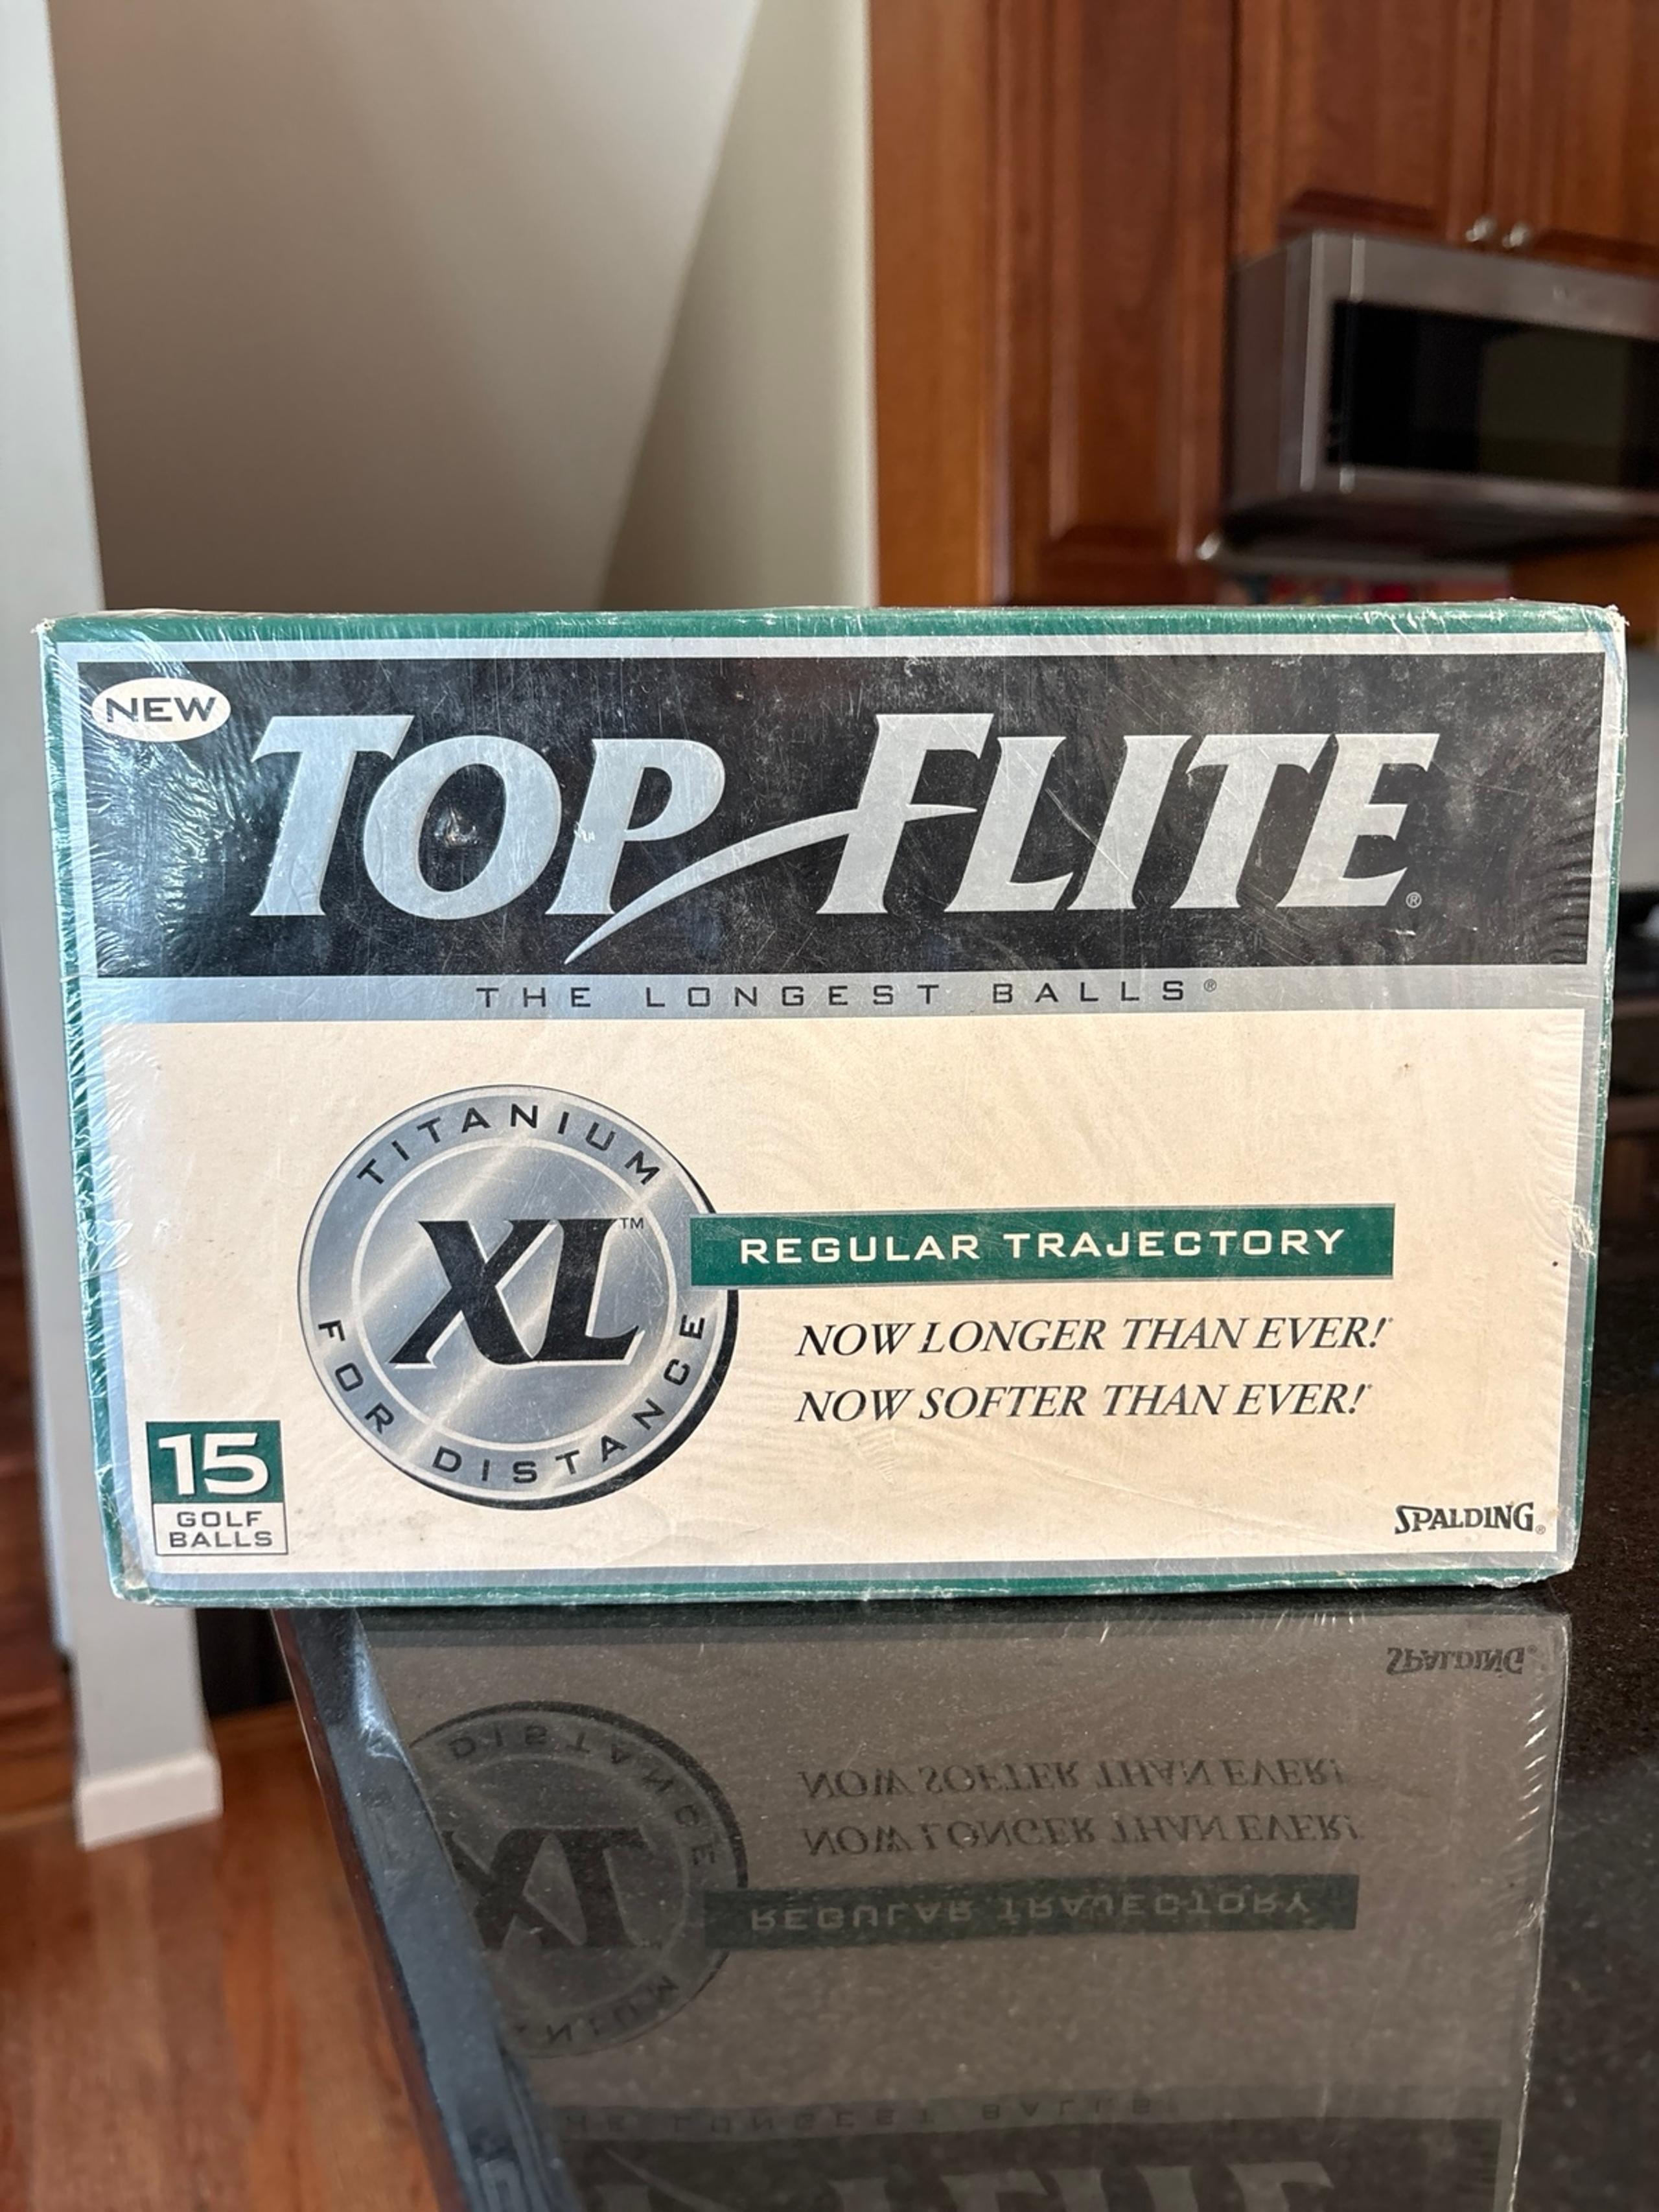 NEW
TOP FLITE®
THE LONGEST BALLS®
TITANIUM
XL™
FOR DISTANCE
REGULAR TRAJECTORY
NOW LONGER THAN EVER!
NOW SOFTER THAN EVER!
15
GOLF
BALLS
SPALDING®